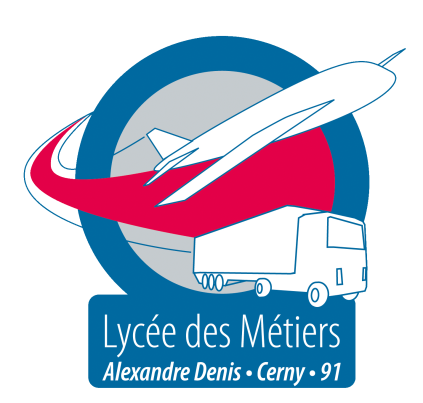 Lycée des Métiers
Alexandre Denis • Cerny • 91